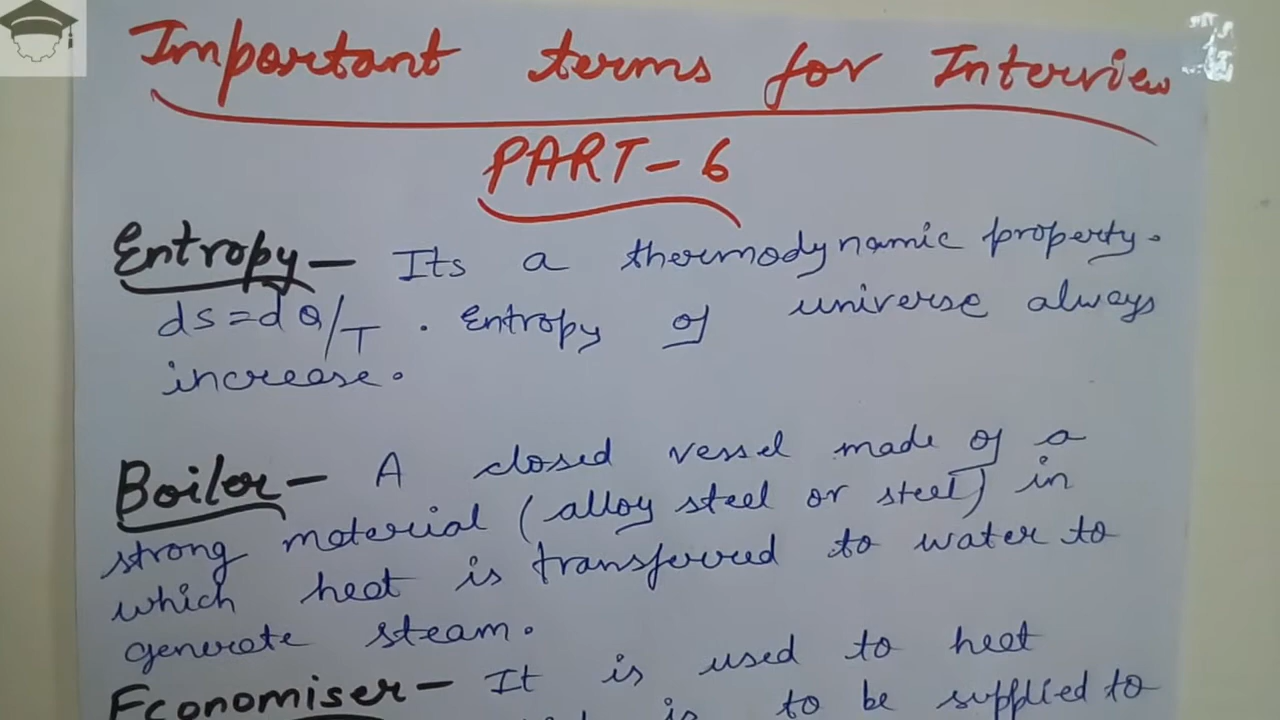 Important terms for Interview
PART-6
Entropy- Its a thermodynamic property.
ds=dQ/T . Entropy of universe always
increase.
Boiler- A closed vessel made of a
strong material (alloy steel or steel) in
which heat is transferred to water to
generate steam.
Economiser- It is used to heat
is to be supplied to